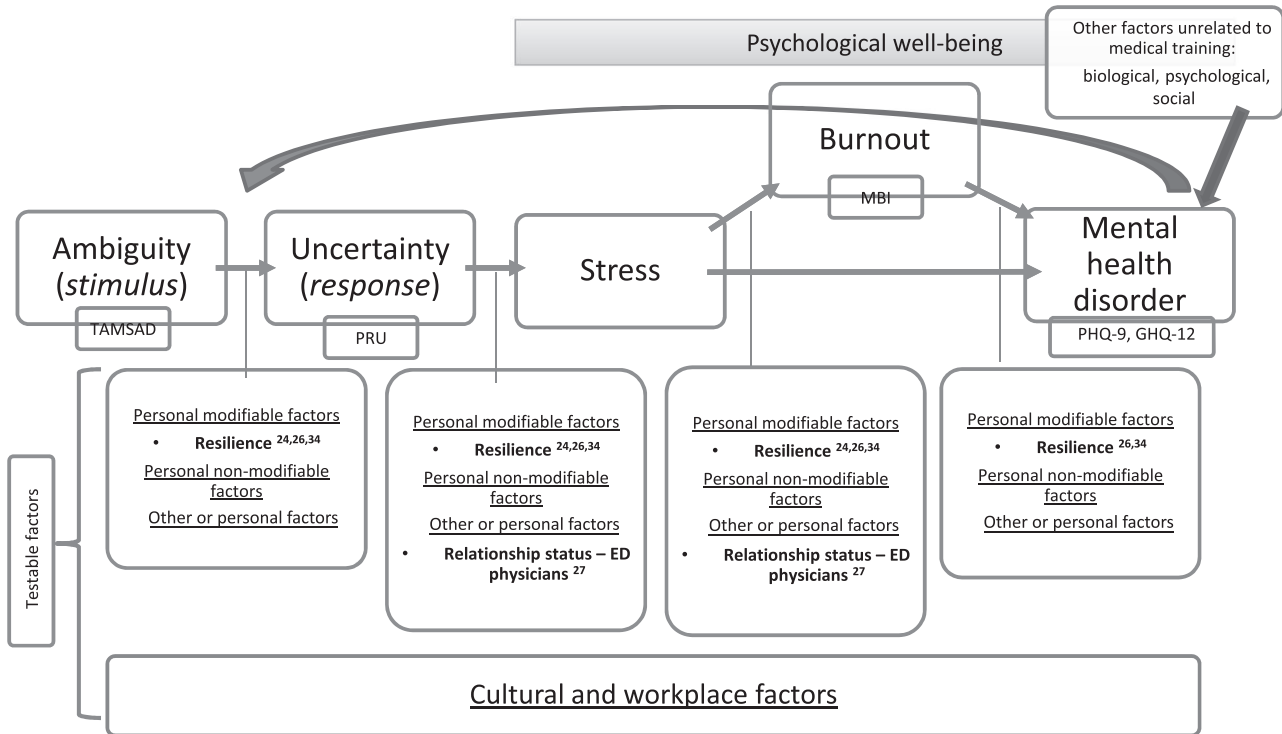 Psychological well-being
Other factors unrelated to
medical training:
biological, psychological,
social
Burnout
MBI
Ambiguity
(stimulus)
TAMSAD
Uncertainty
(response)
PRU
Stress
Mental
health
disorder
PHQ-9, GHQ-12
Testable factors
Personal modifiable factors
• Resilience 24,26,34
Personal non-modifiable
factors
Other or personal factors
Personal modifiable factors
• Resilience 24,26,34
Personal non-modifiable
factors
Other or personal factors
• Relationship status – ED
physicians 27
Personal modifiable factors
• Resilience 24,26,34
Personal non-modifiable
factors
Other or personal factors
• Relationship status – ED
physicians 27
Personal modifiable factors
• Resilience 26,34
Personal non-modifiable
factors
Other or personal factors
Cultural and workplace factors